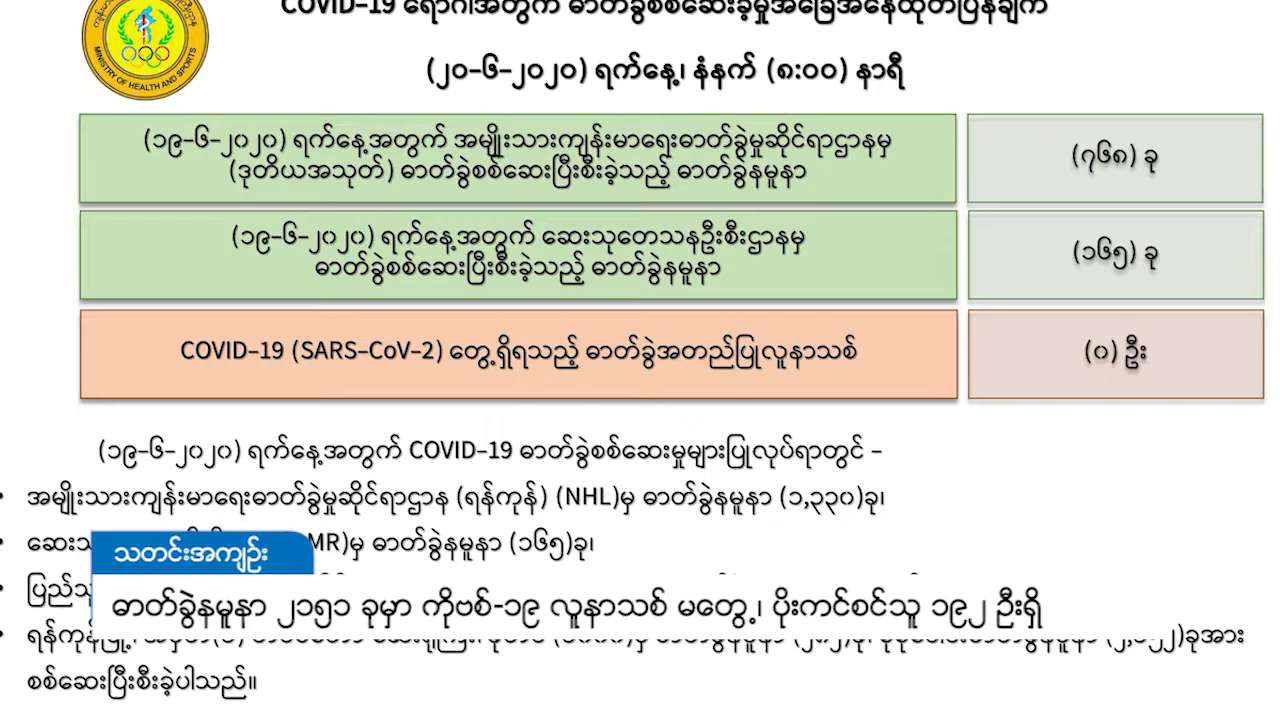 COVID–19 ရောဂါအတွက် ဓာတ်ခွဲစစ်ဆေးခဲ့မှုအခြေအနေထုတ်ပြန်ချက်
MINISTRY OF HEALTH AND SPORTS
(၂၀–၆–၂၀၂၀) ရက်နေ့၊ နံနက် (၈:၀၀) နာရီ
(၁၉–၆–၂၀၂၀) ရက်နေ့အတွက် အမျိုးသားကျန်းမာရေးဓာတ်ခွဲမှုဆိုင်ရာဌာနမှ
(ဒုတိယအသုတ်) ဓာတ်ခွဲစစ်ဆေးပြီးစီးခဲ့သည့် ဓာတ်ခွဲနမူနာ
(၇၆၈) ခု
(၁၉–၆–၂၀၂၀) ရက်နေ့အတွက် ဆေးသုတေသနဦးစီးဌာနမှ
ဓာတ်ခွဲစစ်ဆေးပြီးစီးခဲ့သည့် ဓာတ်ခွဲနမူနာ
(၁၆၅) ခု
COVID–19 (SARS–CoV–2) တွေ့ရှိရသည့် ဓာတ်ခွဲအတည်ပြုလူနာသစ်
(၀) ဦး
(၁၉–၆–၂၀၂၀) ရက်နေ့အတွက် COVID–19 ဓာတ်ခွဲစစ်ဆေးမှုများပြုလုပ်ရာတွင် –
• အမျိုးသားကျန်းမာရေးဓာတ်ခွဲမှုဆိုင်ရာဌာန (ရန်ကုန်) (NHL)မှ ဓာတ်ခွဲနမူနာ (၁,၃၃၀)ခု၊
MR)မှ ဓာတ်ခွဲနမူနာ (၁၆၅)ခု၊
သတင်းအကျဉ်း
ဓာတ်ခွဲနမူနာ ၂၁၅၁ ခုမှာ ကိုဗစ်-၁၉ လူနာသစ် မတွေ့၊ ပိုးကင်စင်သူ ၁၉၂ ဦးရှိ
ခုအား
စစ်ဆေးပြီးစီးခဲ့ပါသည်။